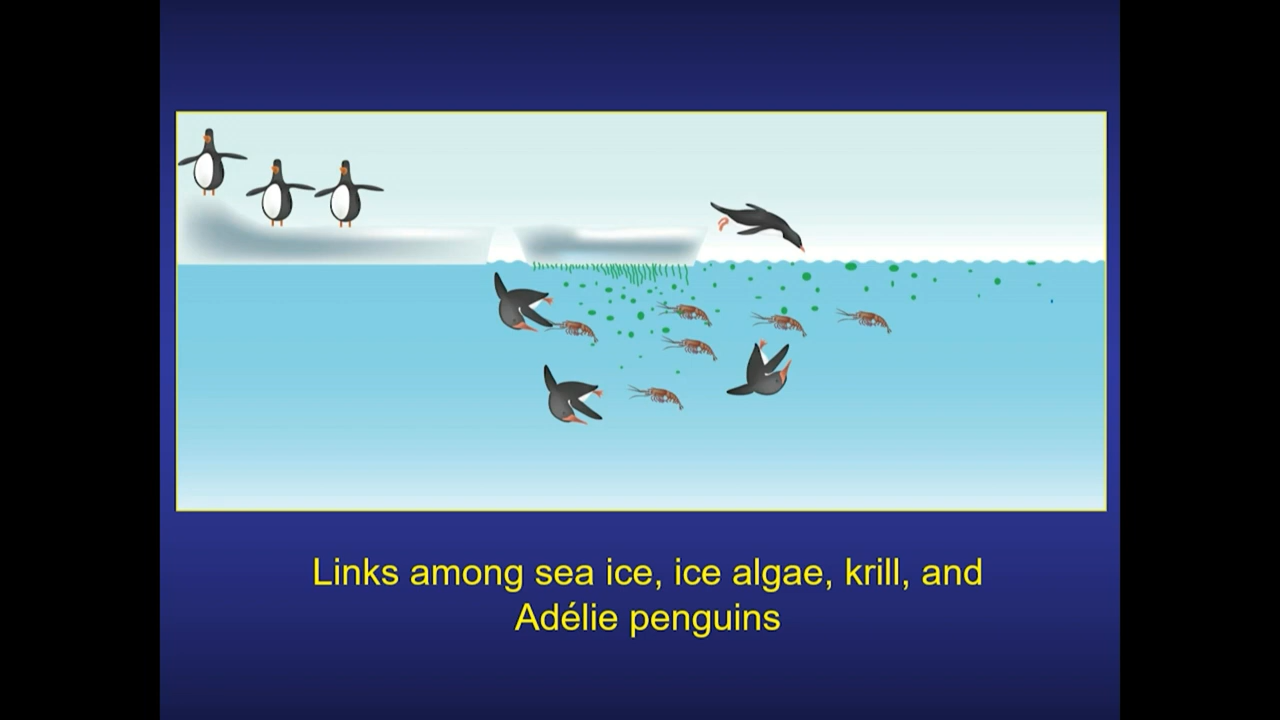 Links among sea ice, ice algae, krill, and
Adélie penguins